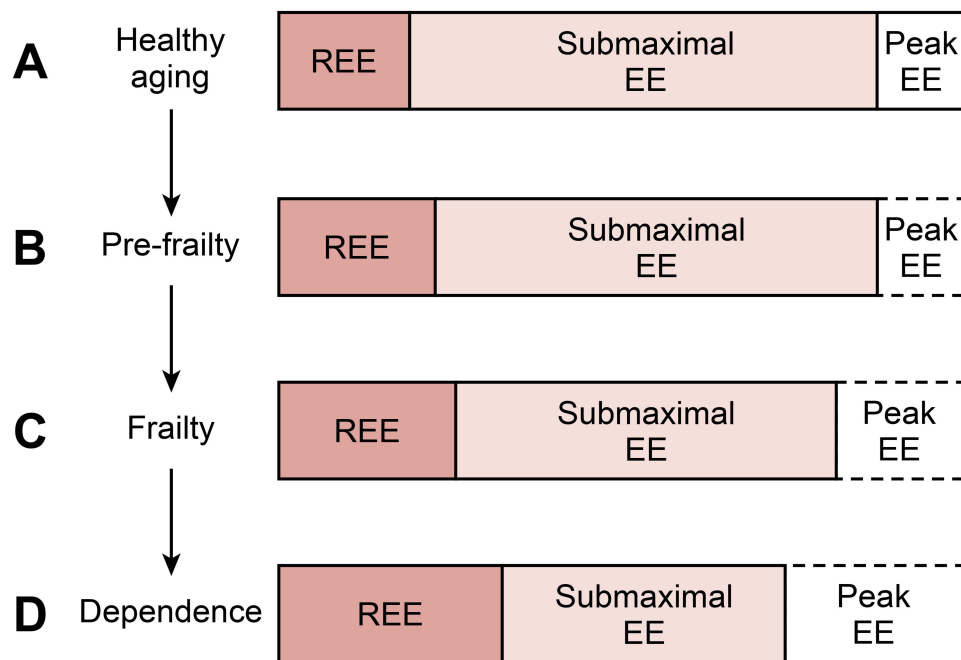 A
Healthy
aging
REE
Submaximal
EE
Peak
EE
B
Pre-frailty
REE
Submaximal
EE
Peak
EE
C
Frailty
REE
Submaximal
EE
Peak
EE
D
Dependence
REE
Submaximal
EE
Peak
EE